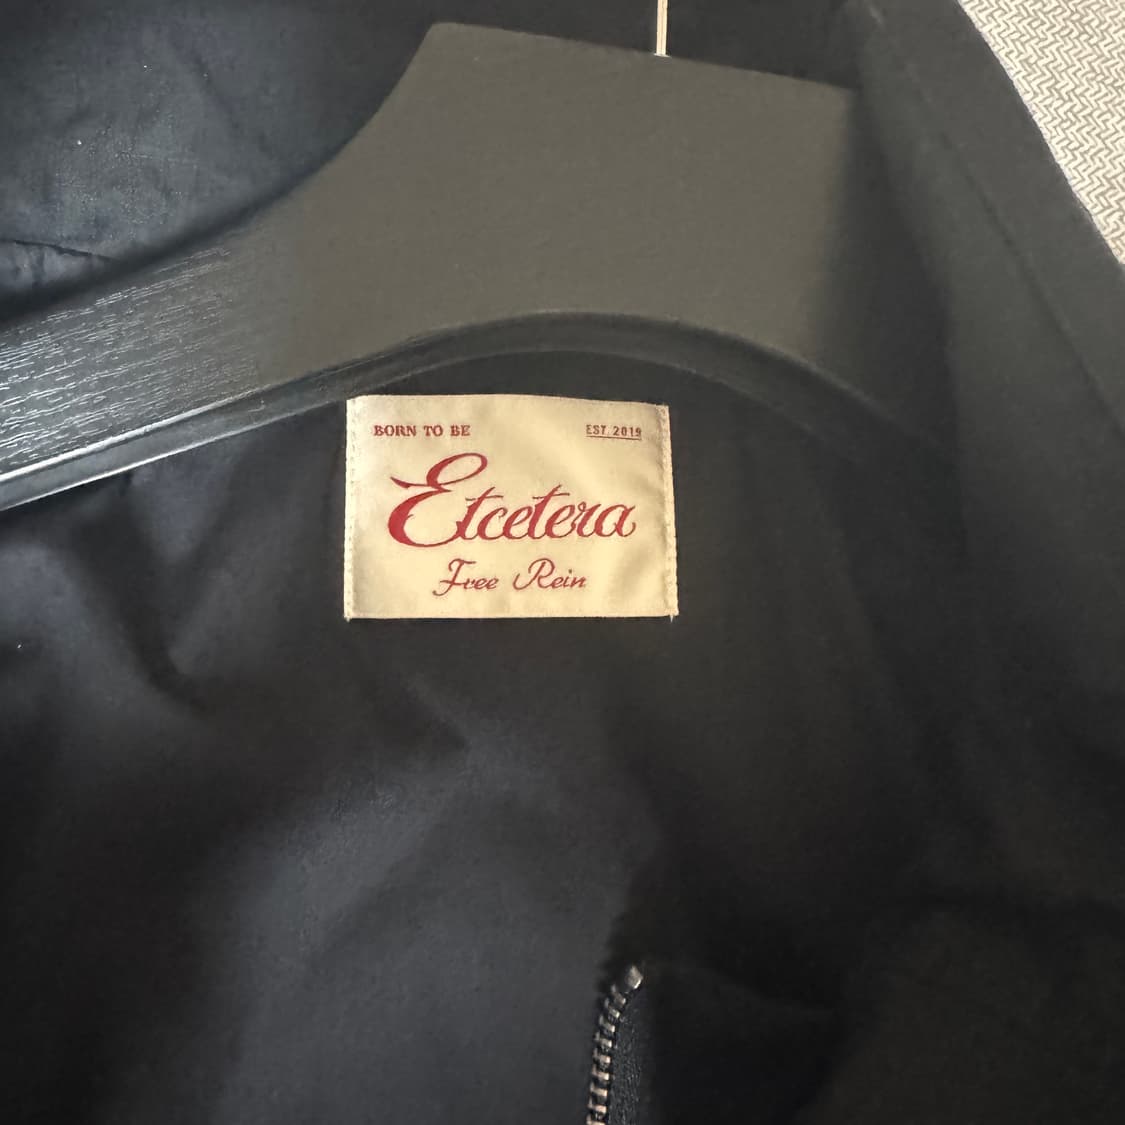 BORN TO BE EST. 2019
Etcetera
Free Rein